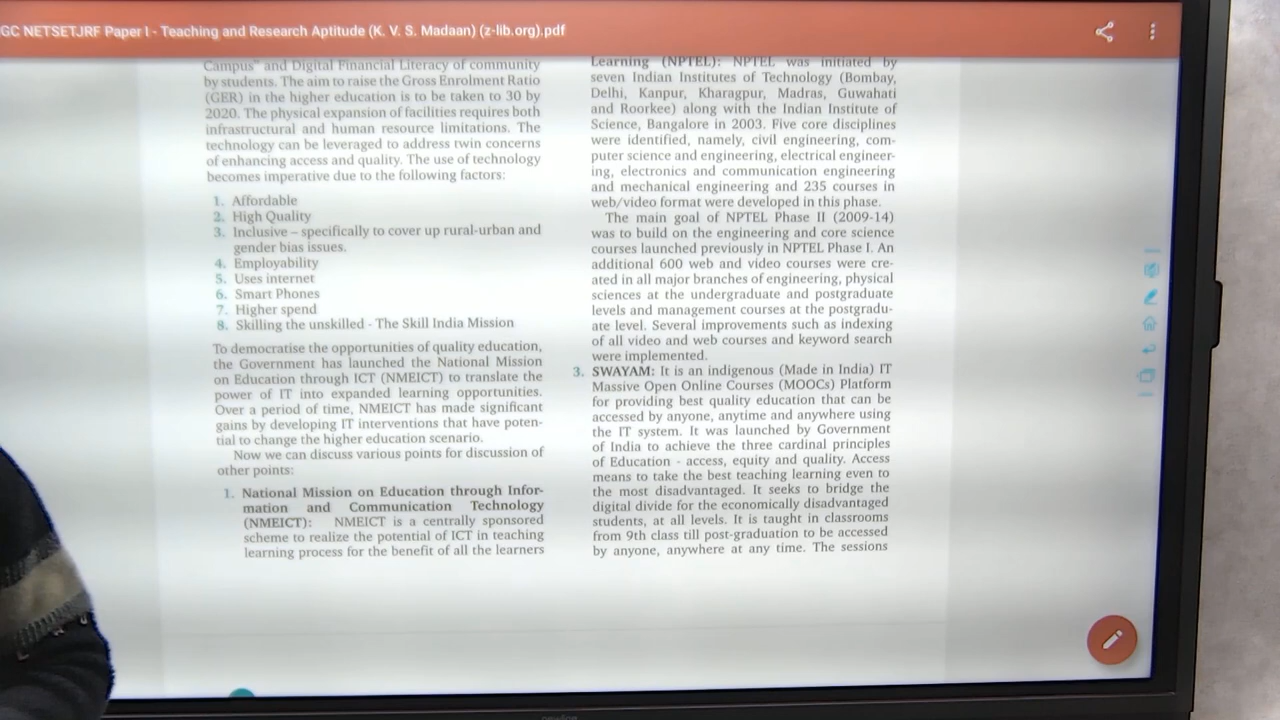 GC NETSETJRF Paper I - Teaching and Research Aptitude (K. V. S. Madaan) (z-lib.org).pdf
Campus" and Digital Financial Literacy of community
by students. The aim to raise the Gross Enrolment Ratio
(GER) in the higher education is to be taken to 30 by
2020. The physical expansion of facilities requires both
infrastructural and human resource limitations. The
technology can be leveraged to address twin concerns
of enhancing access and quality. The use of technology
becomes imperative due to the following factors:
1. Affordable
2. High Quality
3. Inclusive – specifically to cover up rural-urban and
gender bias issues.
4. Employability
5. Uses internet
6. Smart Phones
7. Higher spend
8. Skilling the unskilled - The Skill India Mission
To democratise the opportunities of quality education,
the Government has launched the National Mission
on Education through ICT (NMEICT) to translate the
power of IT into expanded learning opportunities.
Over a period of time, NMEICT has made significant
gains by developing IT interventions that have poten-
tial to change the higher education scenario.
Now we can discuss various points for discussion of
other points:
1. National Mission on Education through Infor-
mation and Communication Technology
(NMEICT): NMEICT is a centrally sponsored
scheme to realize the potential of ICT in teaching
learning process for the benefit of all the learners
Learning (NPTEL): NPTEL was initiated by
seven Indian Institutes of Technology (Bombay,
Delhi, Kanpur, Kharagpur, Madras, Guwahati
and Roorkee) along with the Indian Institute of
Science, Bangalore in 2003. Five core disciplines
were identified, namely, civil engineering, com-
puter science and engineering, electrical engineer-
ing, electronics and communication engineering
and mechanical engineering and 235 courses in
web/video format were developed in this phase.
The main goal of NPTEL Phase II (2009-14)
was to build on the engineering and core science
courses launched previously in NPTEL Phase I. An
additional 600 web and video courses were cre-
ated in all major branches of engineering, physical
sciences at the undergraduate and postgraduate
levels and management courses at the postgradu-
ate level. Several improvements such as indexing
of all video and web courses and keyword search
were implemented.
3. SWAYAM: It is an indigenous (Made in India) IT
Massive Open Online Courses (MOOCs) Platform
for providing best quality education that can be
accessed by anyone, anytime and anywhere using
the IT system. It was launched by Government
of India to achieve the three cardinal principles
of Education - access, equity and quality. Access
means to take the best teaching learning even to
the most disadvantaged. It seeks to bridge the
digital divide for the economically disadvantaged
students, at all levels. It is taught in classrooms
from 9th class till post-graduation to be accessed
by anyone, anywhere at any time. The sessions